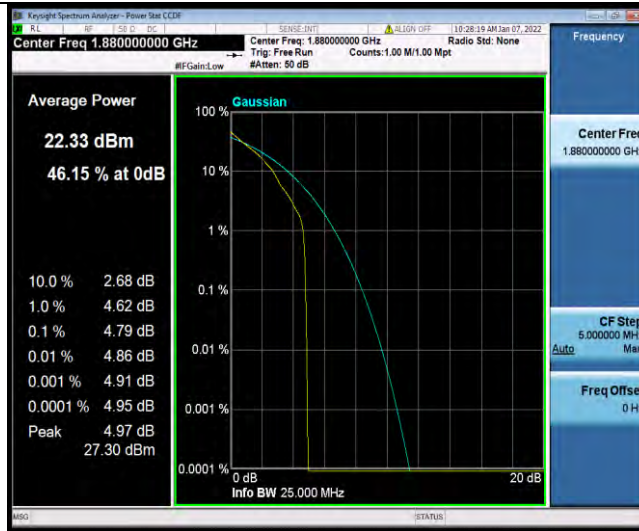 Keysight Spectrum Analyzer - Power Stat CCDF
RL RF 50 Ω DC SENSE:INT ALIGN OFF 10:28:19 AM Jan 07, 2022
Center Freq 1.880000000 GHz
Center Freq: 1.880000000 GHz Radio Std: None
Trig: Free Run Counts:1.00 M/1.00 Mpt
#IFGain:Low #Atten: 50 dB
Frequency
Average Power
22.33 dBm
46.15 % at 0dB
10.0 % 2.68 dB
1.0 % 4.62 dB
0.1 % 4.79 dB
0.01 % 4.86 dB
0.001 % 4.91 dB
0.0001 % 4.95 dB
Peak 4.97 dB
27.30 dBm
Gaussian
100 %
10 %
1 %
0.1 %
0.01 %
0.001 %
0.0001 %
0 dB 20 dB
Info BW 25.000 MHz
Center Fre
1.880000000 GH
CF Step
5.000000 MH
Auto Ma
Freq Offse
0 H
MSG STATUS